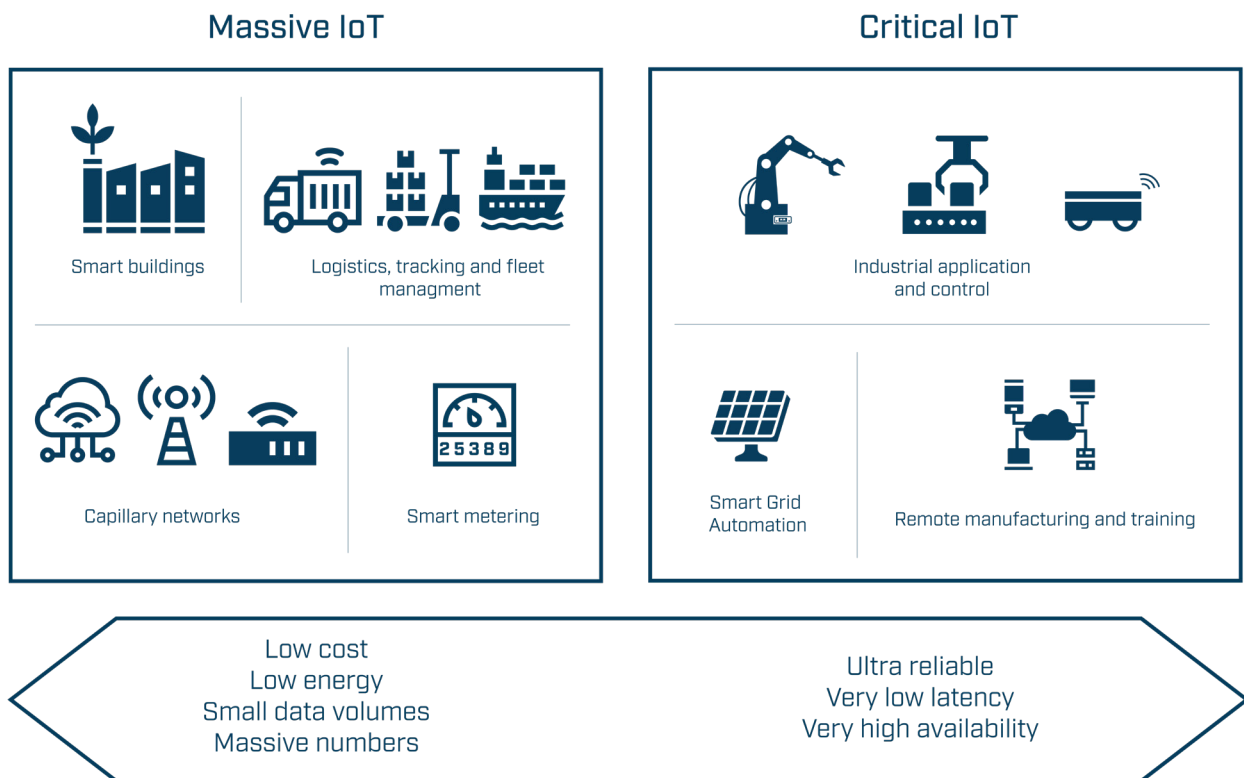 Massive IoT
Critical IoT
Smart buildings
Logistics, tracking and fleet
managment
Industrial application
and control
25389
Capillary networks
Smart metering
Smart Grid
Automation
Remote manufacturing and training
Low cost
Low energy
Small data volumes
Massive numbers
Ultra reliable
Very low latency
Very high availability